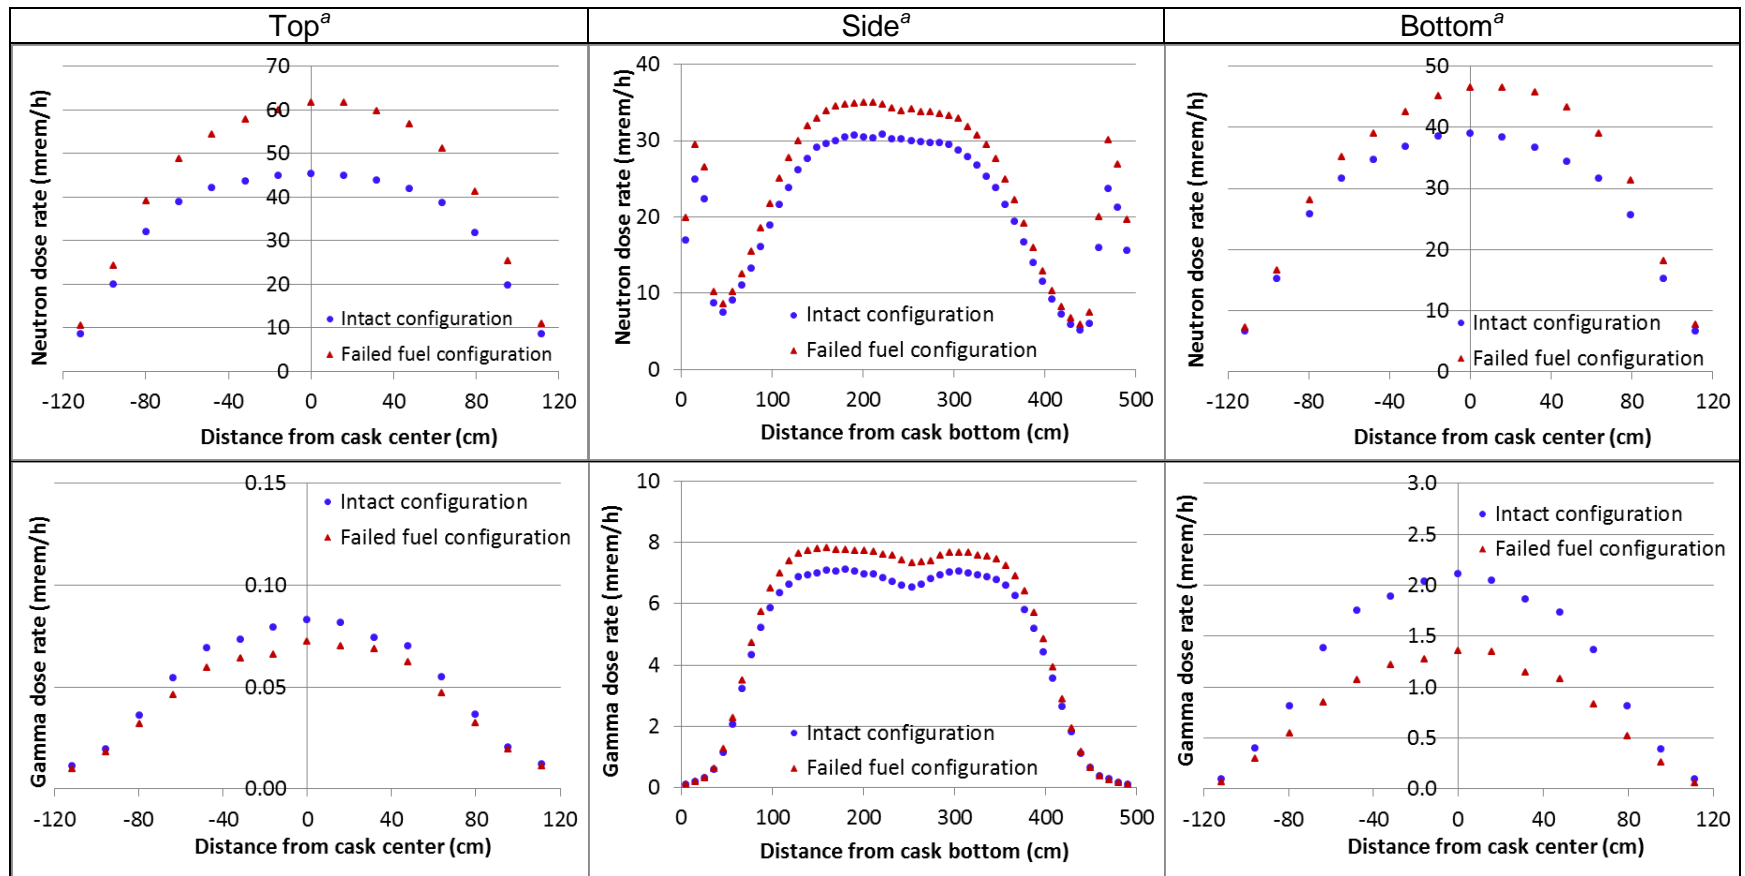 Topᵃ
Sideᵃ
Bottomᵃ
Neutron dose rate (mrem/h)
70
60
50
40
30
20
10
0
Intact configuration
Failed fuel configuration
-120 -80 -40 0 40 80 120
Distance from cask center (cm)
Neutron dose rate (mrem/h)
40
30
20
10
0
Intact configuration
Failed fuel configuration
0 100 200 300 400 500
Distance from cask bottom (cm)
Neutron dose rate (mrem/h)
50
40
30
20
10
0
Intact configuration
Failed fuel configuration
-120 -80 -40 0 40 80 120
Distance from cask center (cm)
Gamma dose rate (mrem/h)
0.15
0.10
0.05
0.00
Intact configuration
Failed fuel configuration
-120 -80 -40 0 40 80 120
Distance from cask center (cm)
Gamma dose rate (mrem/h)
10
8
6
4
2
0
Intact configuration
Failed fuel configuration
0 100 200 300 400 500
Distance from cask bottom (cm)
Gamma dose rate (mrem/h)
3.0
2.5
2.0
1.5
1.0
0.5
0.0
Intact configuration
Failed fuel configuration
-120 -80 -40 0 40 80 120
Distance from cask center (cm)